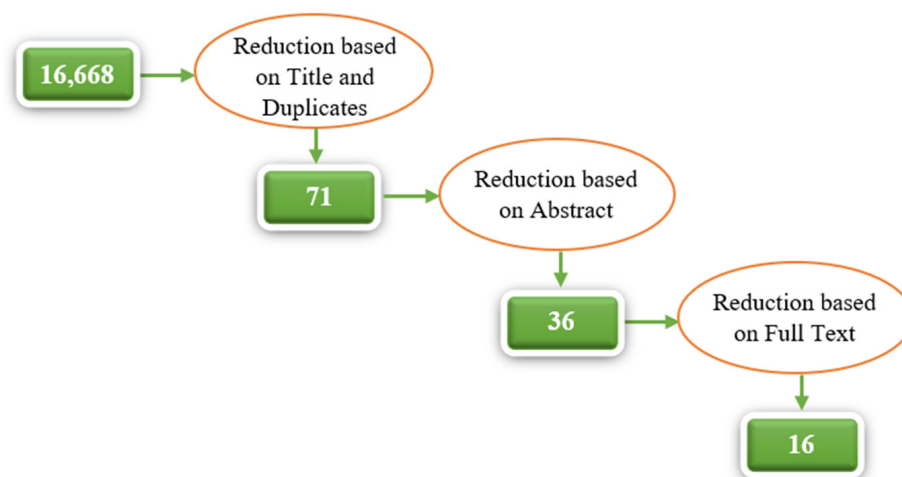 16,668
Reduction based
on Title and
Duplicates
71
Reduction based
on Abstract
36
Reduction based
on Full Text
16